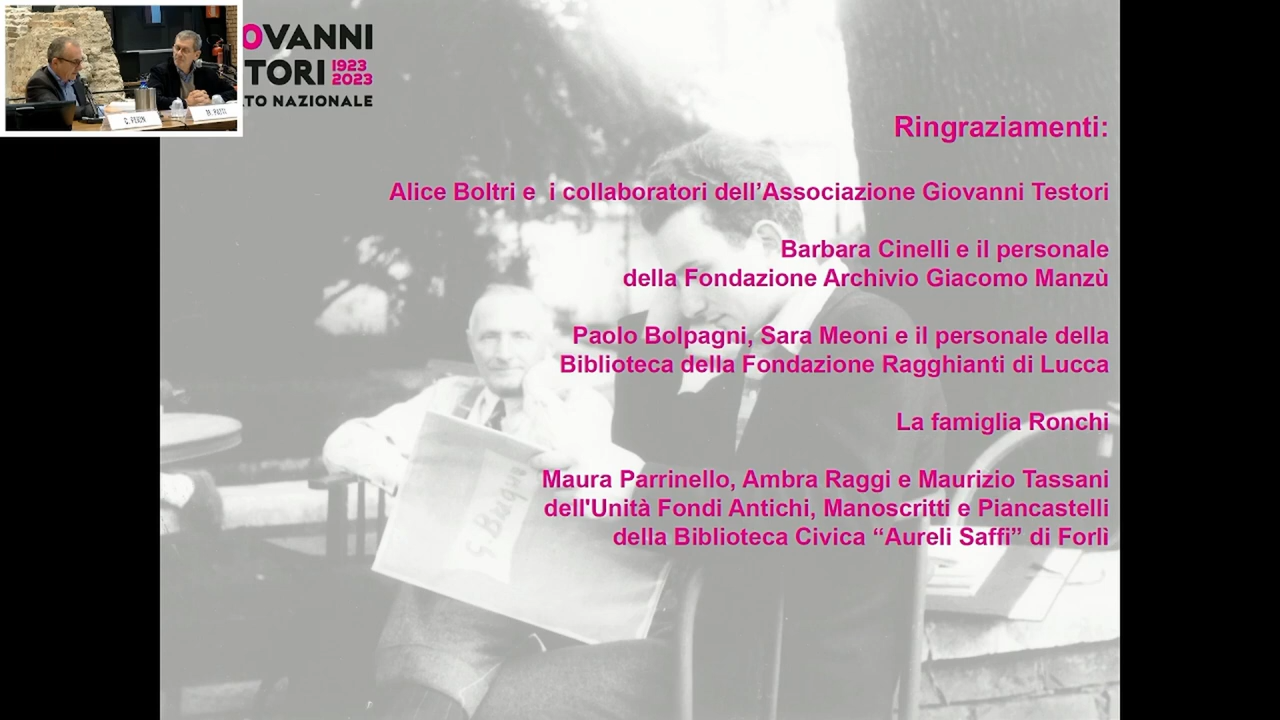 OVANNI
TORI 1923
2023
TO NAZIONALE
Ringraziamenti:
Alice Boltri e i collaboratori dell’Associazione Giovanni Testori
Barbara Cinelli e il personale
della Fondazione Archivio Giacomo Manzù
Paolo Bolpagni, Sara Meoni e il personale della
Biblioteca della Fondazione Ragghianti di Lucca
La famiglia Ronchi
Maura Parrinello, Ambra Raggi e Maurizio Tassani
dell'Unità Fondi Antichi, Manoscritti e Piancastelli
della Biblioteca Civica “Aureli Saffi” di Forlì
G. Braque